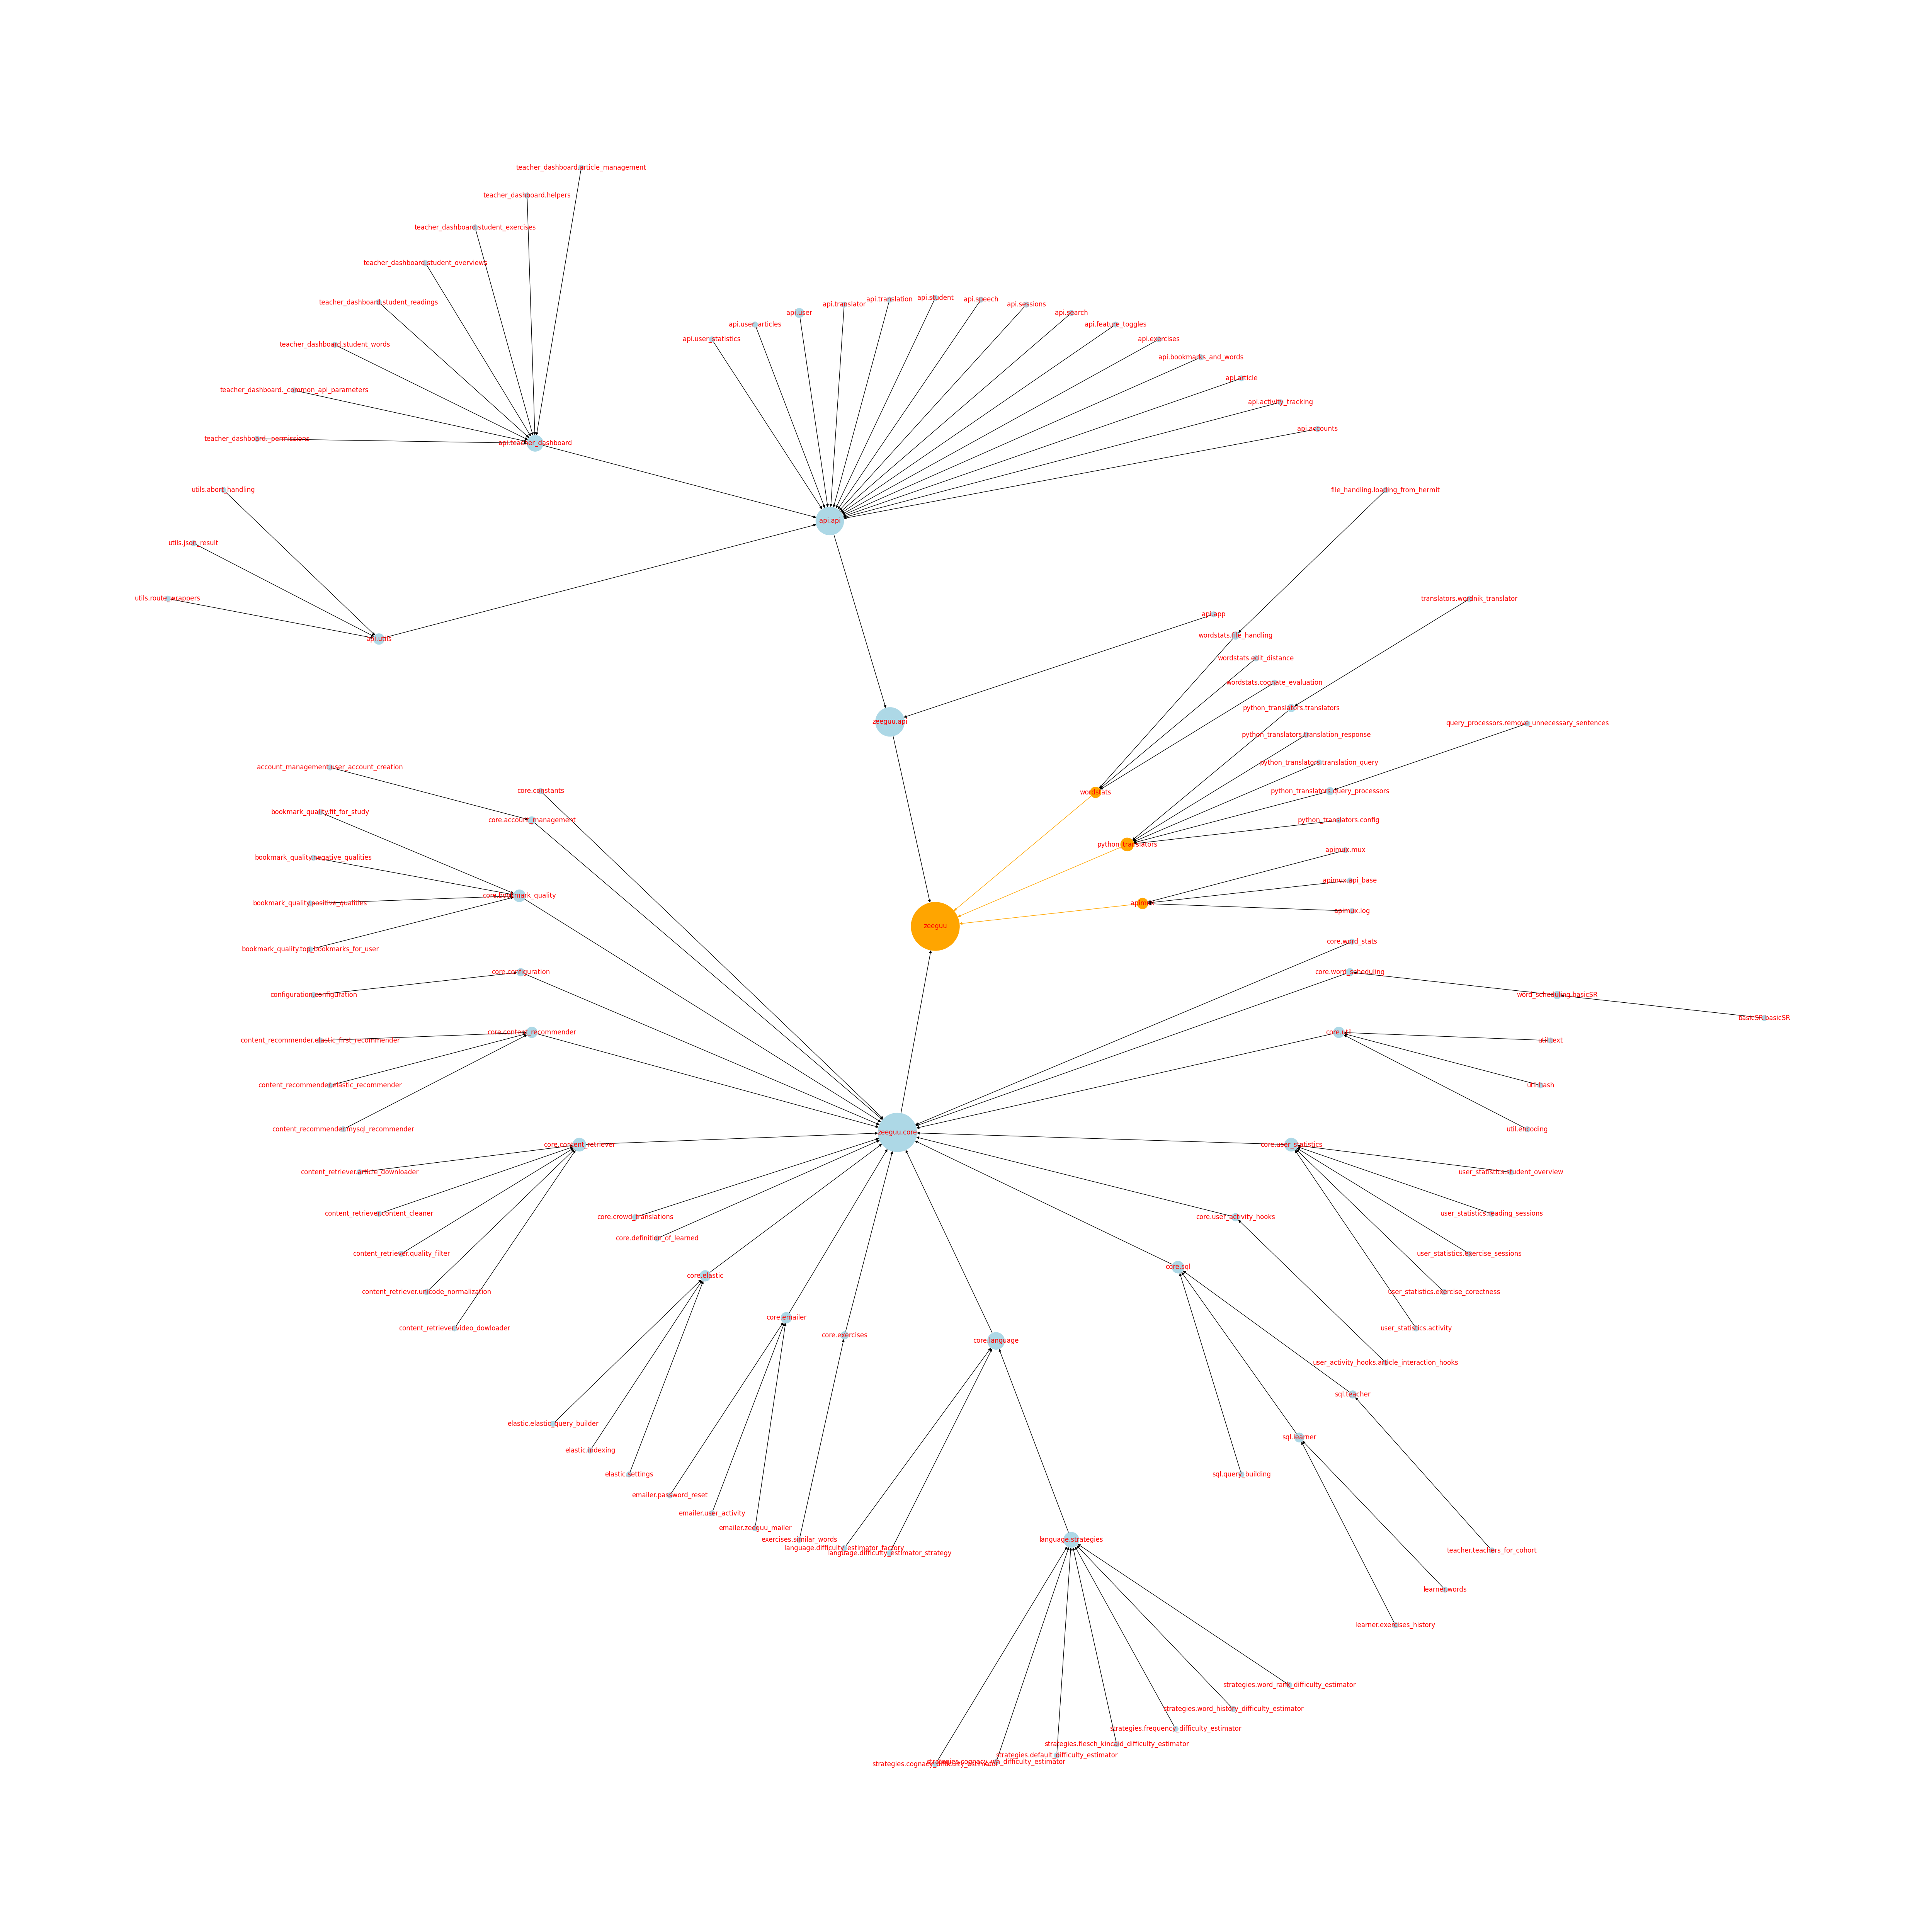 teacher_dashboard.article_management
teacher_dashboard.helpers
teacher_dashboard.student_exercises
teacher_dashboard.student_overviews
teacher_dashboard.student_readings
teacher_dashboard.student_words
teacher_dashboard._common_api_parameters
teacher_dashboard._permissions
api.teacher_dashboard
api.student
api.translation
api.speech
api.translator
api.sessions
api.user
api.search
api.user_articles
api.feature_toggles
api.user_statistics
api.exercises
api.bookmarks_and_words
api.article
api.activity_tracking
api.accounts
utils.abort_handling
file_handling.loading_from_hermit
api.api
utils.json_result
utils.route_wrappers
translators.wordnik_translator
api.app
wordstats.file_handling
api.utils
wordstats.edit_distance
wordstats.cognate_evaluation
python_translators.translators
zeeguu.api
query_processors.remove_unnecessary_sentences
python_translators.translation_response
python_translators.translation_query
account_management.user_account_creation
core.constants
wordstats
python_translators.query_processors
bookmark_quality.fit_for_study
core.account_management
python_translators.config
python_translators
apimux.mux
bookmark_quality.negative_qualities
apimux.api_base
core.bookmark_quality
bookmark_quality.positive_qualities
apimux
apimux.log
zeeguu
core.word_stats
bookmark_quality.top_bookmarks_for_user
core.configuration
core.word_scheduling
configuration.configuration
word_scheduling.basicSR
basicSR.basicSR
core.content_recommender
core.util
content_recommender.elastic_first_recommender
util.text
content_recommender.elastic_recommender
util.hash
content_recommender.mysql_recommender
zeeguu.core
util.encoding
core.content_retriever
core.user_statistics
content_retriever.article_downloader
user_statistics.student_overview
content_retriever.content_cleaner
core.crowd_translations
core.user_activity_hooks
user_statistics.reading_sessions
core.definition_of_learned
content_retriever.quality_filter
user_statistics.exercise_sessions
core.sql
core.elastic
content_retriever.unicode_normalization
user_statistics.exercise_corectness
core.emailer
content_retriever.video_dowloader
user_statistics.activity
core.exercises
core.language
user_activity_hooks.article_interaction_hooks
sql.teacher
elastic.elastic_query_builder
sql.learner
elastic.indexing
elastic.settings
sql.query_building
emailer.password_reset
emailer.user_activity
emailer.zeeguu_mailer
exercises.similar_words
language.strategies
language.difficulty_estimator_factory
language.difficulty_estimator_strategy
teacher.teachers_for_cohort
learner.words
learner.exercises_history
strategies.word_rank_difficulty_estimator
strategies.word_history_difficulty_estimator
strategies.frequency_difficulty_estimator
strategies.flesch_kincaid_difficulty_estimator
strategies.default_difficulty_estimator
strategies.cognacy_wa_difficulty_estimator
strategies.cognacy_difficulty_estimator